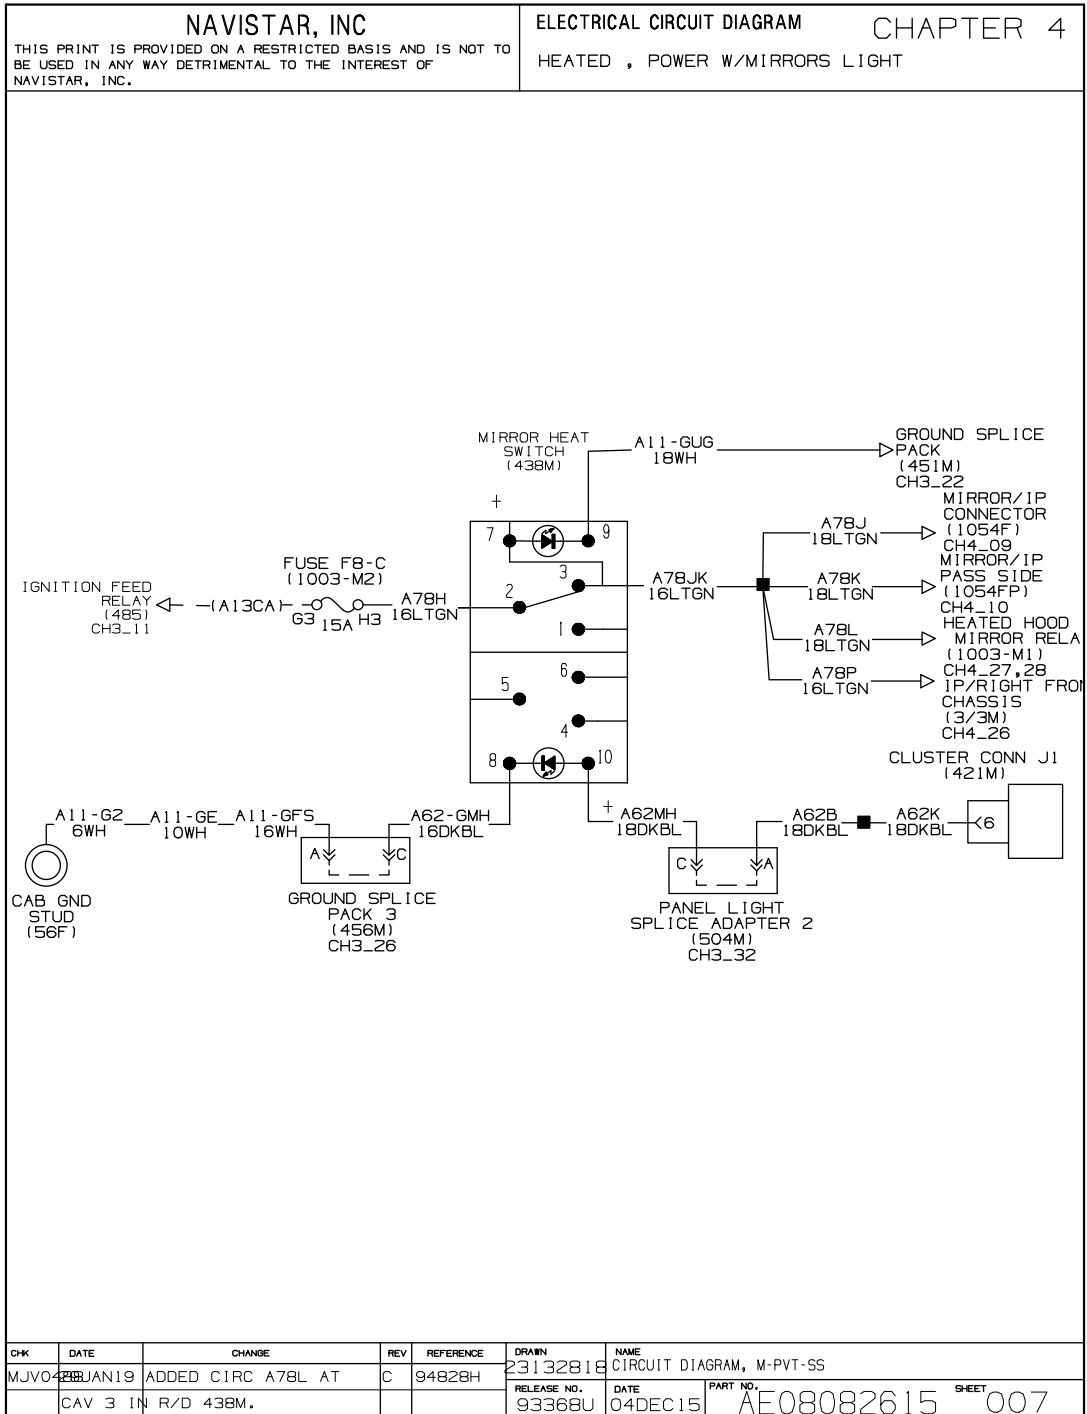 NAVISTAR, INC
THIS PRINT IS PROVIDED ON A RESTRICTED BASIS AND IS NOT TO
BE USED IN ANY WAY DETRIMENTAL TO THE INTEREST OF
NAVISTAR, INC.
ELECTRICAL CIRCUIT DIAGRAM
CHAPTER 4
HEATED , POWER W/MIRRORS LIGHT
MIRROR HEAT
SWITCH
(438M)
+
A11-GUG
18WH
GROUND SPLICE
PACK
(451M)
CH3_22
7
9
3
2
1
6
5
4
8
10
IGNITION FEED
RELAY
(485)
CH3_11
(A13CA)
FUSE F8-C
(1003-M2)
G3
15A
H3
A78H
16LTGN
A78JK
16LTGN
A78J
18LTGN
MIRROR/IP
CONNECTOR
(1054F)
CH4_09
A78K
18LTGN
MIRROR/IP
PASS SIDE
(1054FP)
CH4_10
A78L
18LTGN
HEATED HOOD
MIRROR RELA
(1003-M1)
CH4_27,28
A78P
16LTGN
IP/RIGHT FRON
CHASSIS
(3/3M)
CH4_26
CAB GND
STUD
(56F)
A11-G2
6WH
A11-GE
10WH
A11-GFS
16WH
A
C
GROUND SPLICE
PACK 3
(456M)
CH3_26
A62-GMH
16DKBL
+
A62MH
18DKBL
C
A
PANEL LIGHT
SPLICE ADAPTER 2
(504M)
CH3_32
A62B
18DKBL
A62K
18DKBL
6
CLUSTER CONN J1
(421M)
CHK
DATE
CHANGE
REV
REFERENCE
JAN19
ADDED CIRC A78L AT
C
94828H
CAV 3 IN R/D 438M.
DRAWN
23132818
NAME
CIRCUIT DIAGRAM, M-PVT-SS
RELEASE NO.
93368U
DATE
04DEC15
PART NO.
AE08082615
SHEET
007